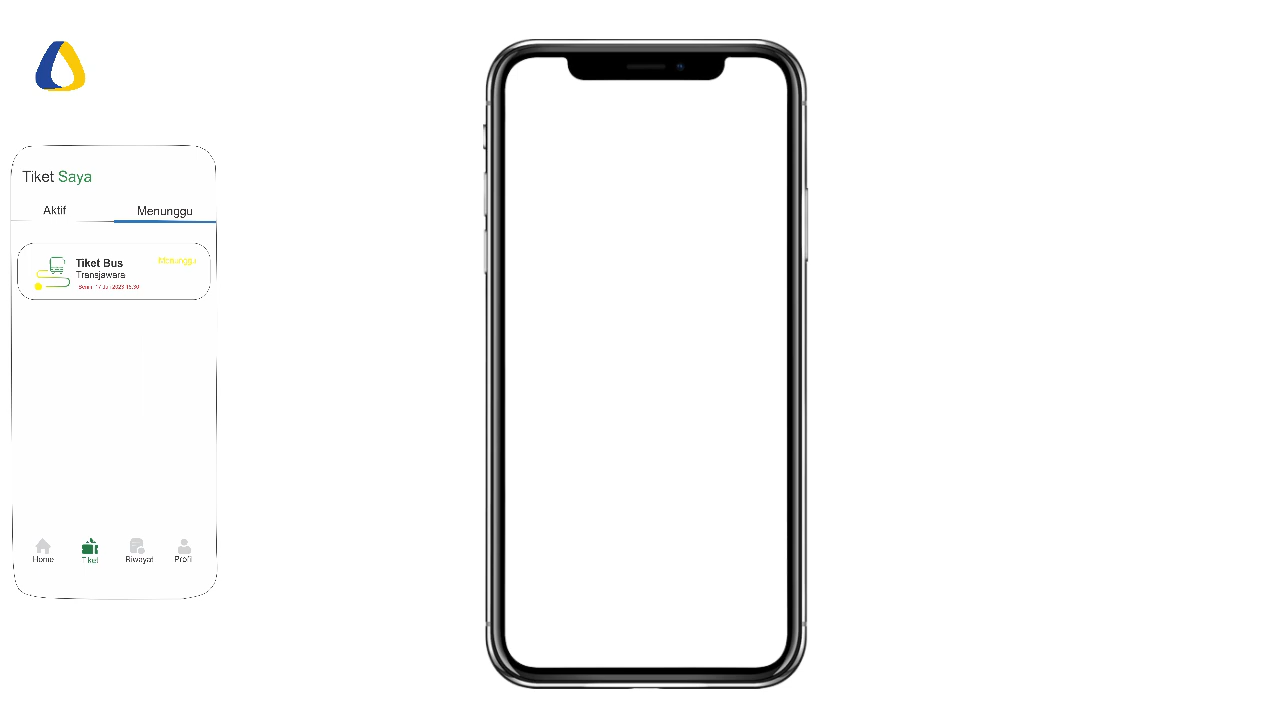 Tiket Saya
Aktif
Menunggu
Tiket Bus
Menunggu
Transjawara
Home
Tiket
Riwayat
Profil